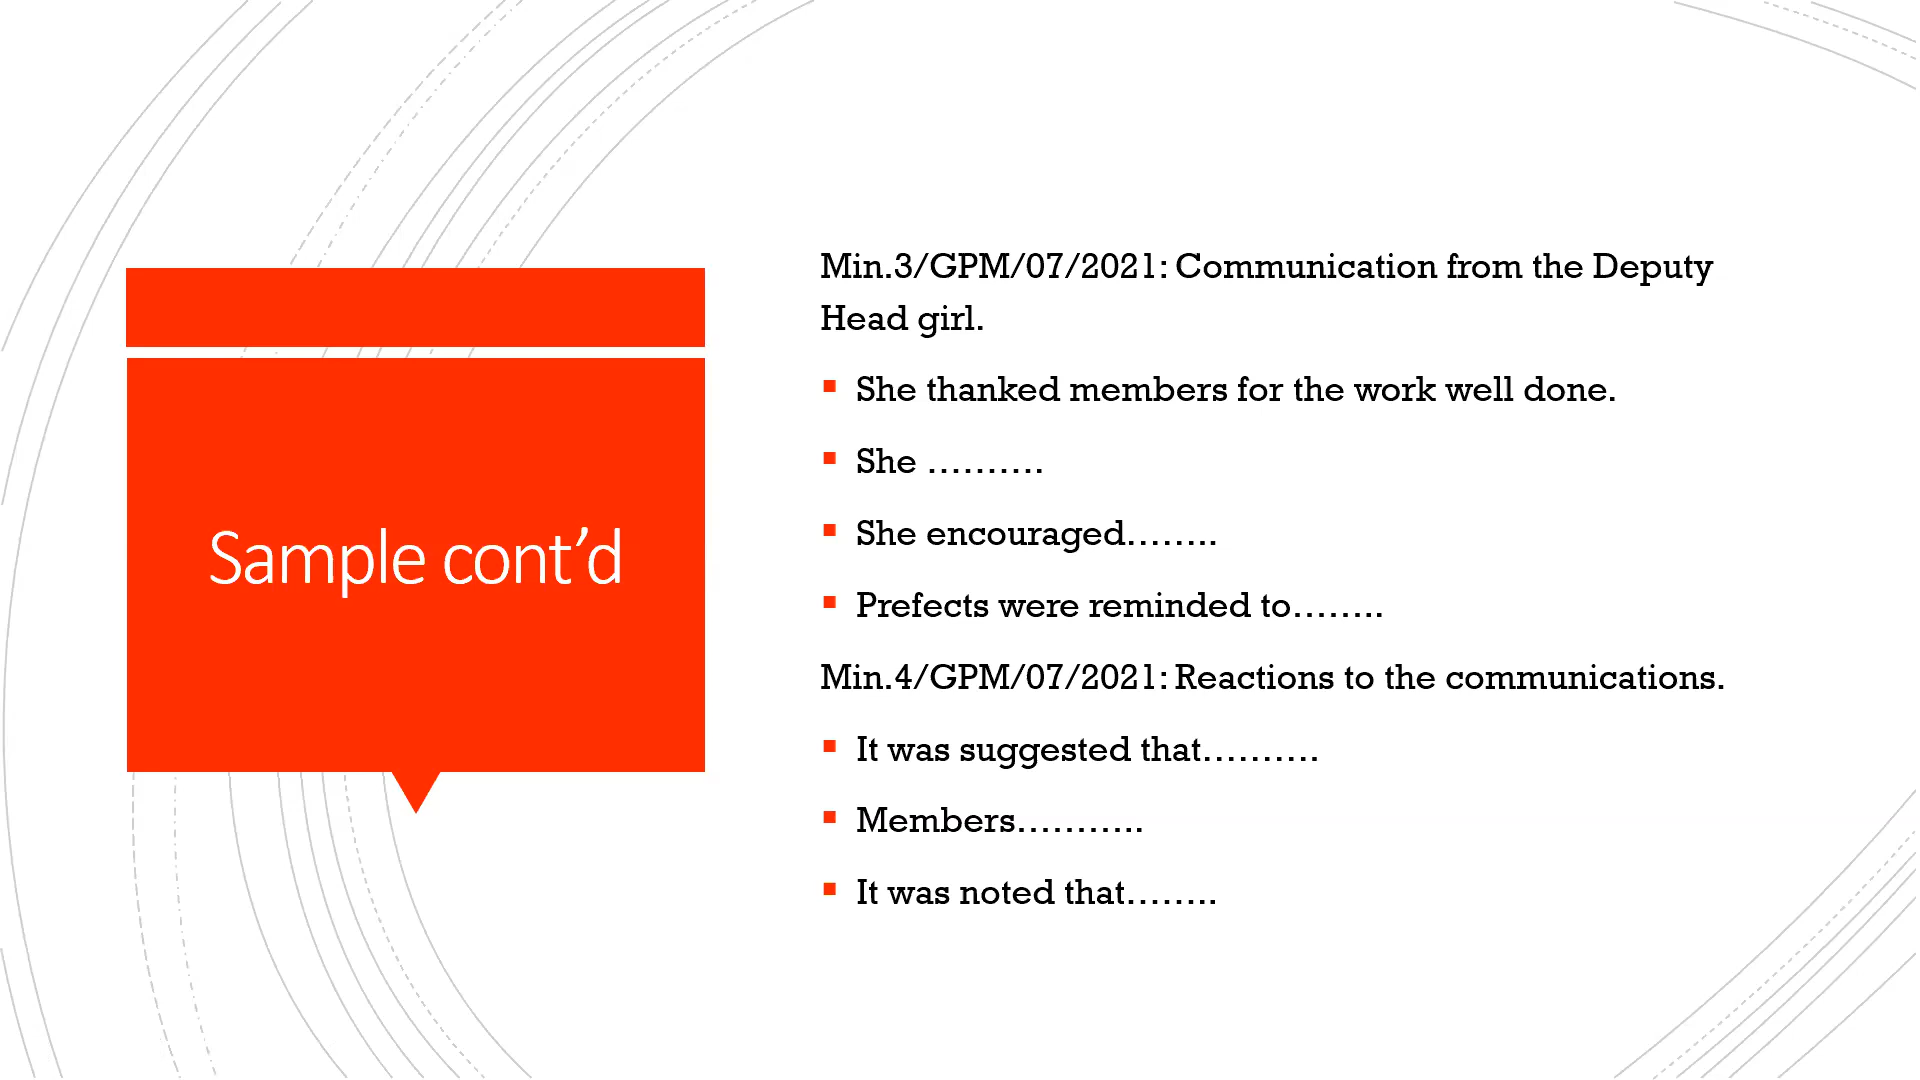 Sample cont’d
Min.3/GPM/07/2021: Communication from the Deputy
Head girl.
▪ She thanked members for the work well done.
▪ She ……….
▪ She encouraged……..
▪ Prefects were reminded to……..
Min.4/GPM/07/2021: Reactions to the communications.
▪ It was suggested that……….
▪ Members………..
▪ It was noted that……..